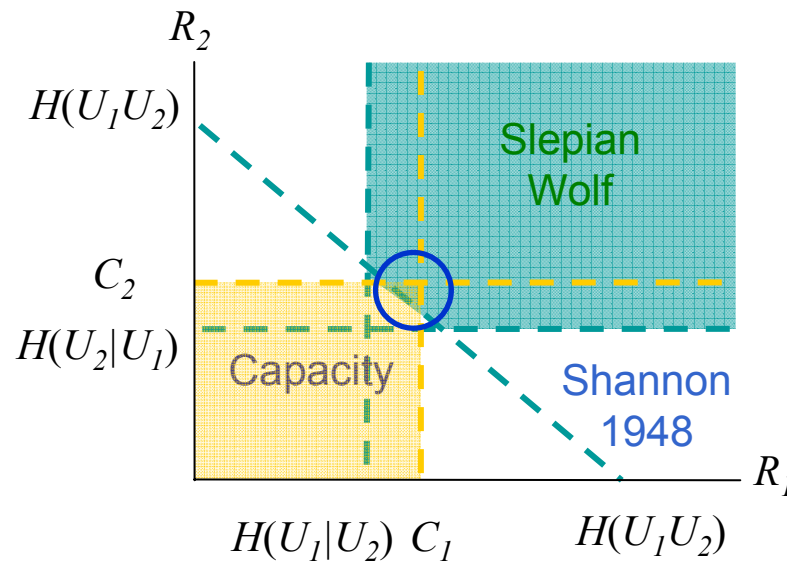 R₂
H(U₁U₂)
Slepian
Wolf
C₂
H(U₂|U₁)
Capacity
Shannon
1948
R₁
H(U₁|U₂) C₁ H(U₁U₂)